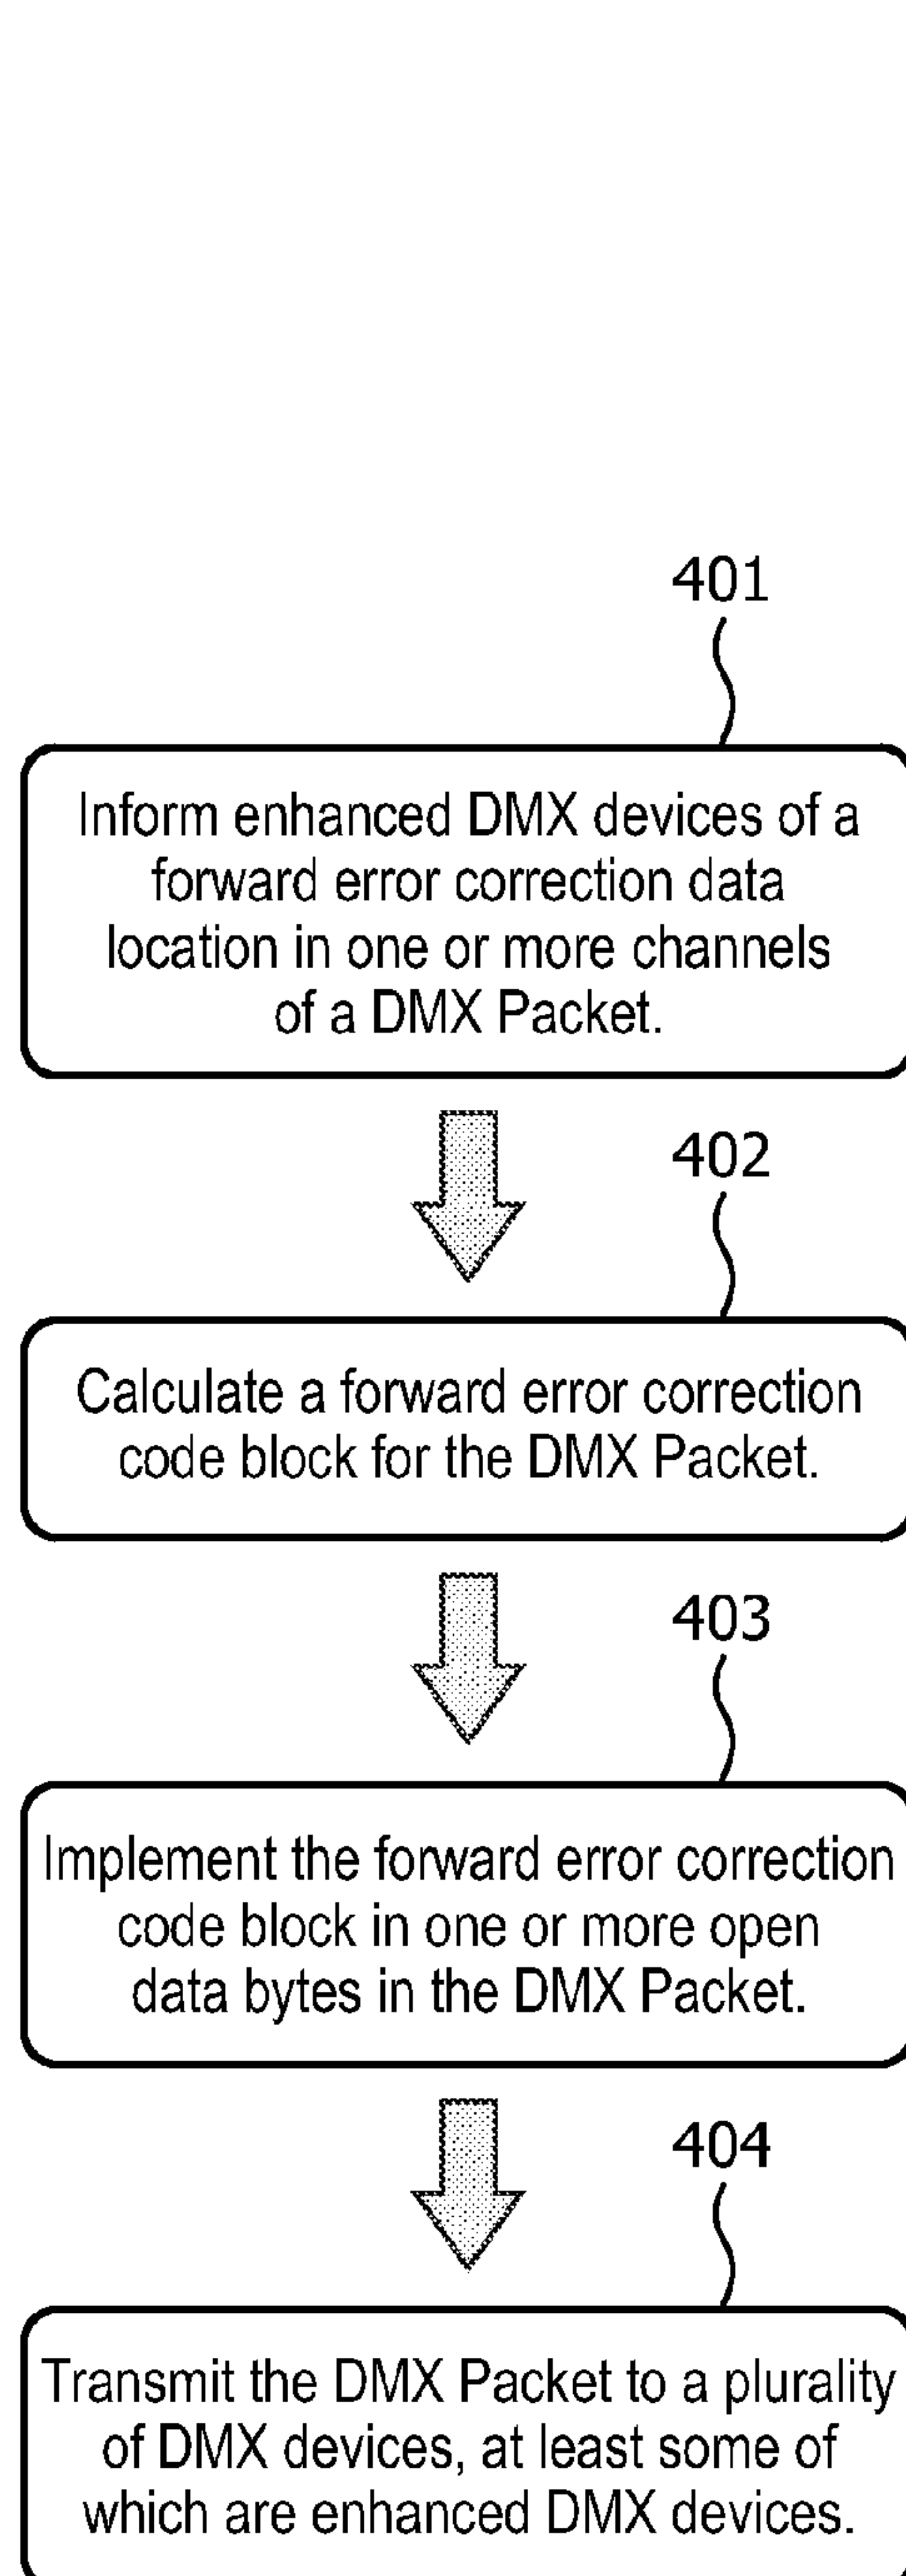 401
Inform enhanced DMX devices of a
forward error correction data
location in one or more channels
of a DMX Packet.
402
Calculate a forward error correction
code block for the DMX Packet.
403
Implement the forward error correction
code block in one or more open
data bytes in the DMX Packet.
404
Transmit the DMX Packet to a plurality
of DMX devices, at least some of
which are enhanced DMX devices.